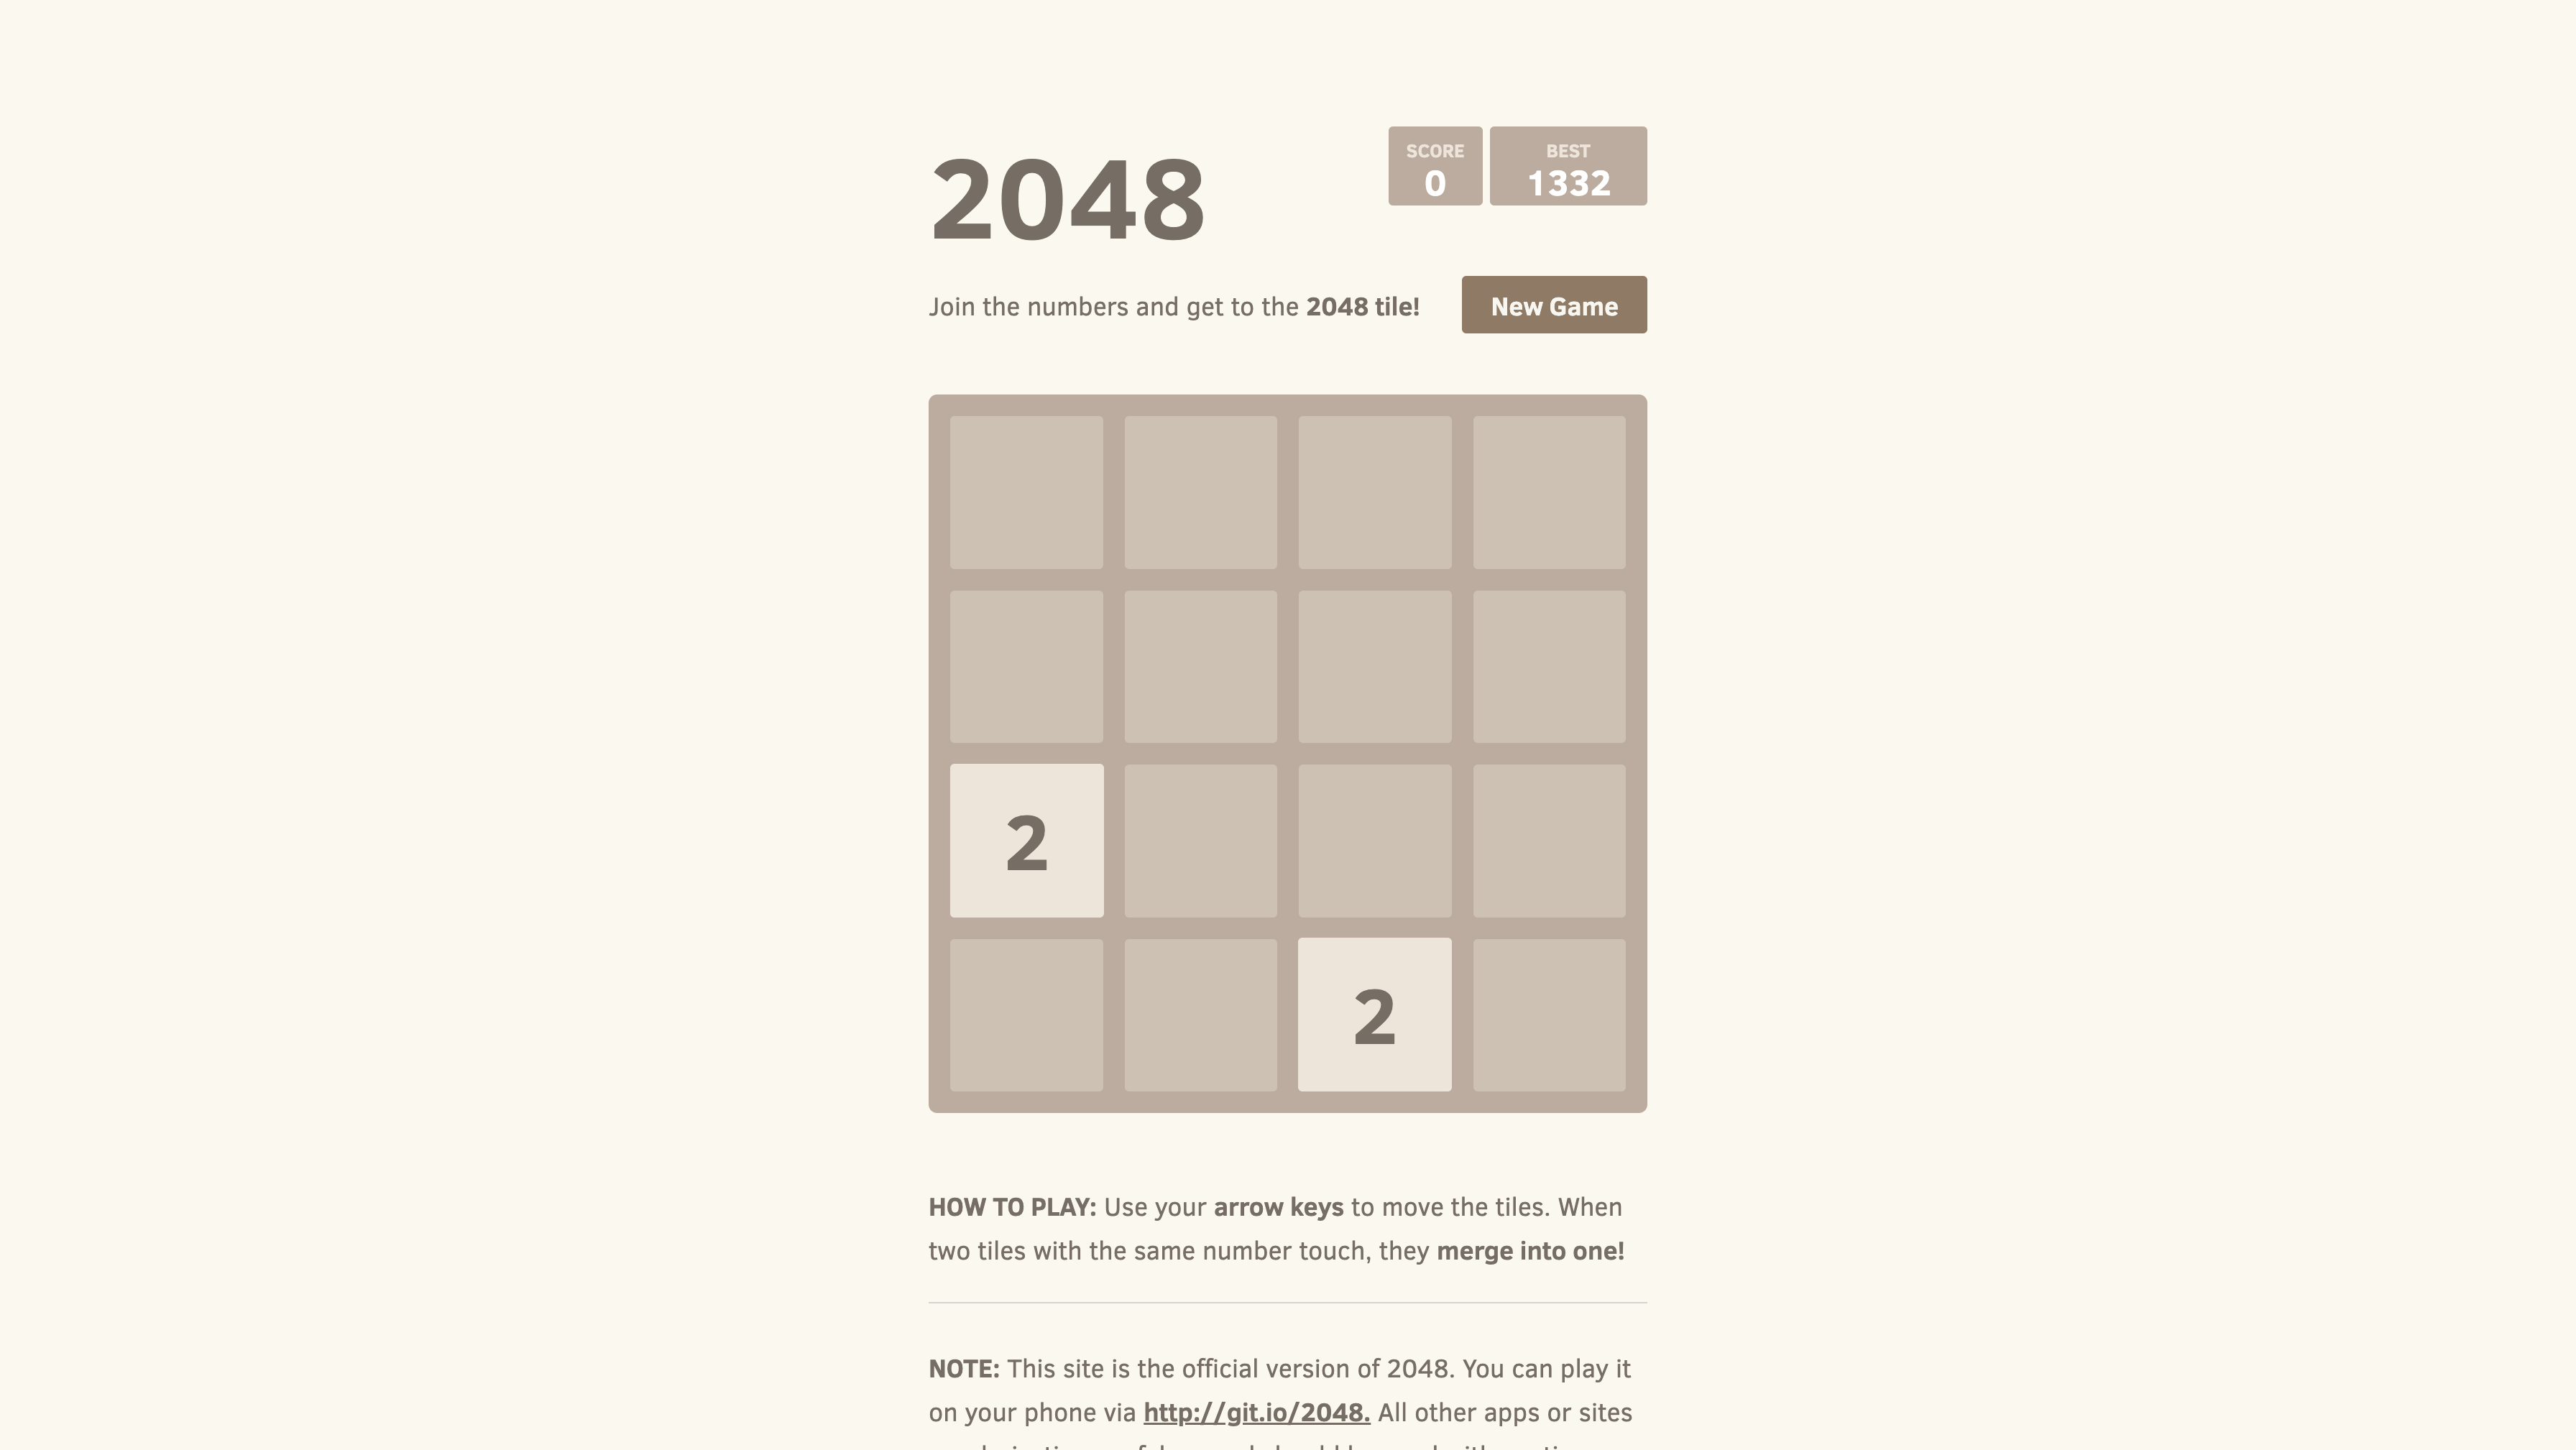 2048
SCORE
0
BEST
1332
Join the numbers and get to the 2048 tile!
New Game
2
2
HOW TO PLAY: Use your arrow keys to move the tiles. When
two tiles with the same number touch, they merge into one!
NOTE: This site is the official version of 2048. You can play it
on your phone via http://git.io/2048. All other apps or sites